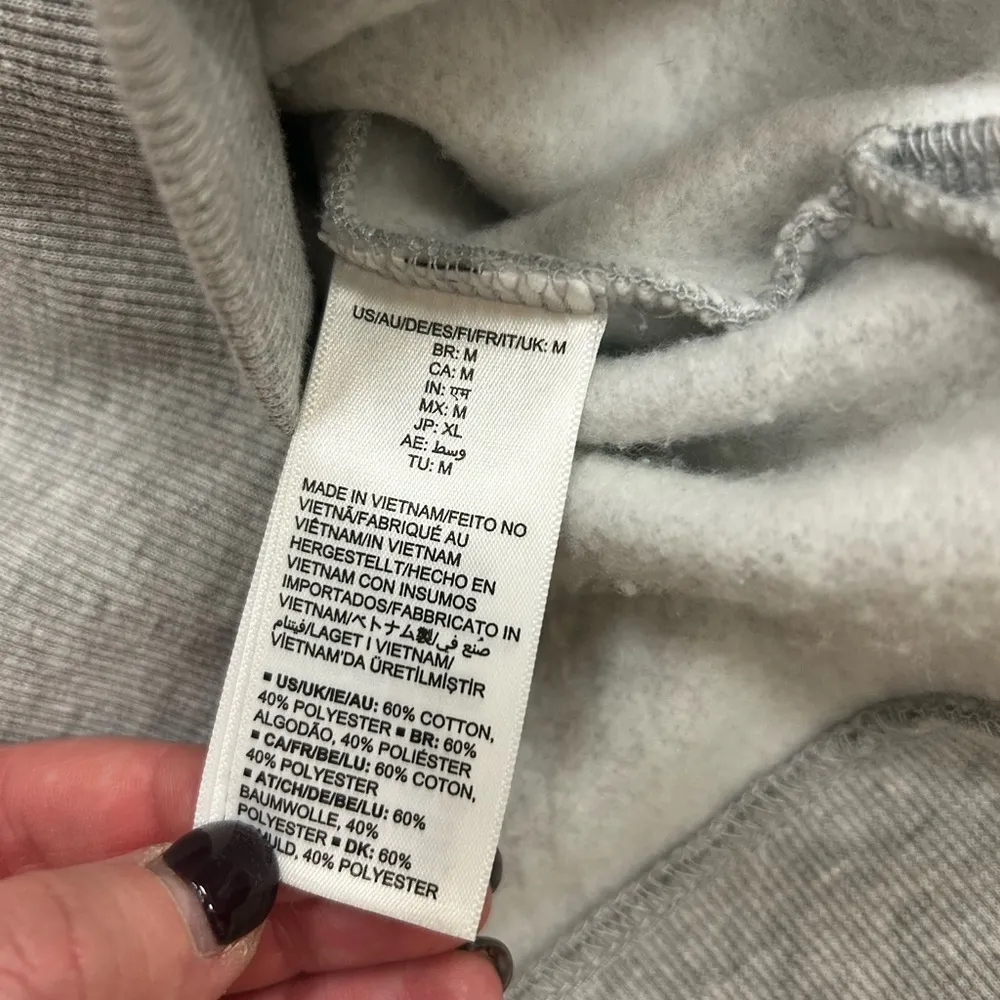 US/AU/DE/ES/FI/FR/IT/UK: M
BR: M
CA: M
IN: एम
MX: M
JP: XL
AE: وسط
TU: M
MADE IN VIETNAM/FEITO NO
VIETNÃ/FABRIQUÉ AU
VIÊTNAM/IN VIETNAM
HERGESTELLT/HECHO EN
VIETNAM CON INSUMOS
IMPORTADOS/FABBRICATO IN
VIETNAM/ベトナム製/صُنع في
فيتنام/LAGET I VIETNAM/
VİETNAM'DA ÜRETİLMİŞTİR
▪ US/UK/IE/AU: 60% COTTON,
40% POLYESTER ▪ BR: 60%
ALGODÃO, 40% POLIÉSTER
▪ CA/FR/BE/LU: 60% COTON,
40% POLYESTER
▪ AT/CH/DE/BE/LU: 60%
BAUMWOLLE, 40%
POLYESTER ▪ DK: 60%
40% POLYESTER